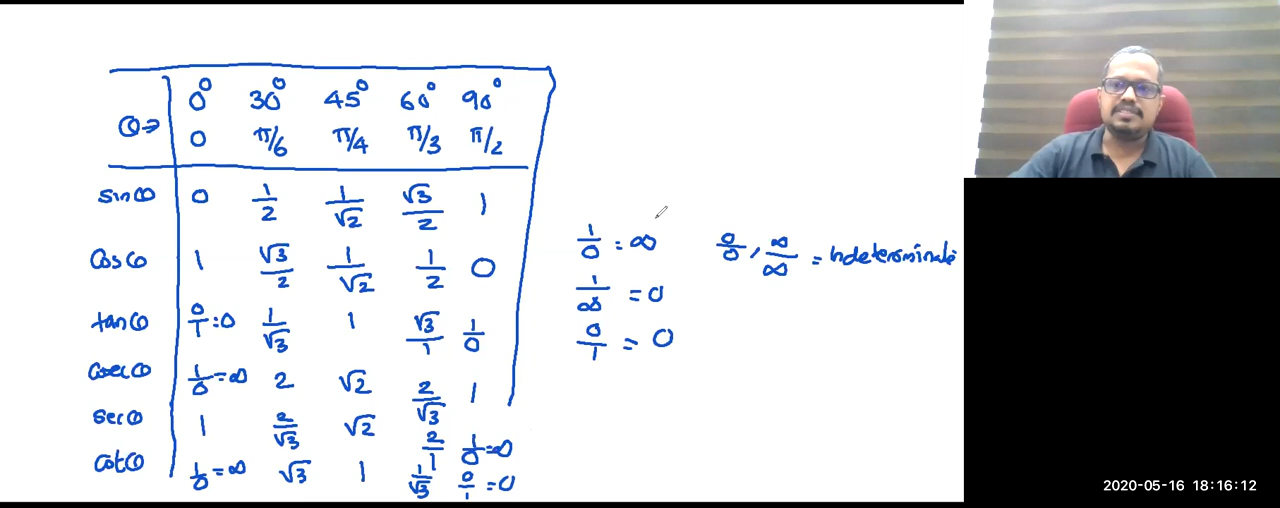 0° 30° 45° 60° 90°
θ⇒ 0 π/6 π/4 π/3 π/2
sinθ 0 1/2 1/√2 √3/2 1
Cosθ 1 √3/2 1/√2 1/2 0
tanθ 0/1:0 1/√3 1 √3/1 1/0
Cosecθ 1/0=∞ 2 √2 2/√3 1
secθ 1 2/√3 √2 2/1 1/0=∞
cotθ 1/0=∞ √3 1 1/√3 0/1=0
1/0=∞ 0/0, ∞/∞ = Indeterminate
1/∞=0
0/1=0
2020-05-16 18:16:12